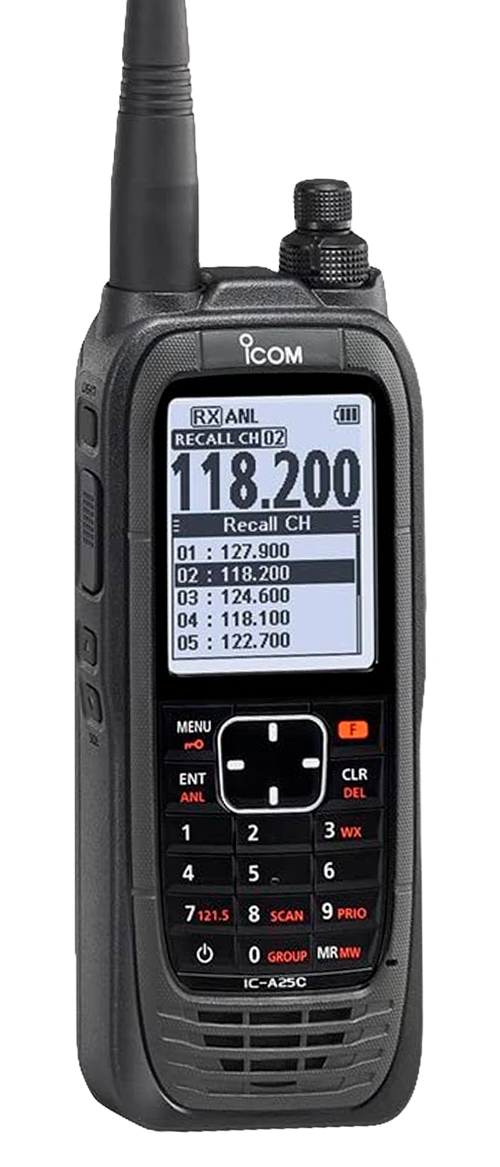 ICOM
RX ANL
RECALL CH 02
118.200
Recall CH
01 : 127.900
02 : 118.200
03 : 124.600
04 : 118.100
05 : 122.700
MENU
F
ENT
ANL
CLR
DEL
1 2 3 WX
4 5 6
7 121.5 8 SCAN 9 PRIO
0 GROUP MR MW
IC-A25C